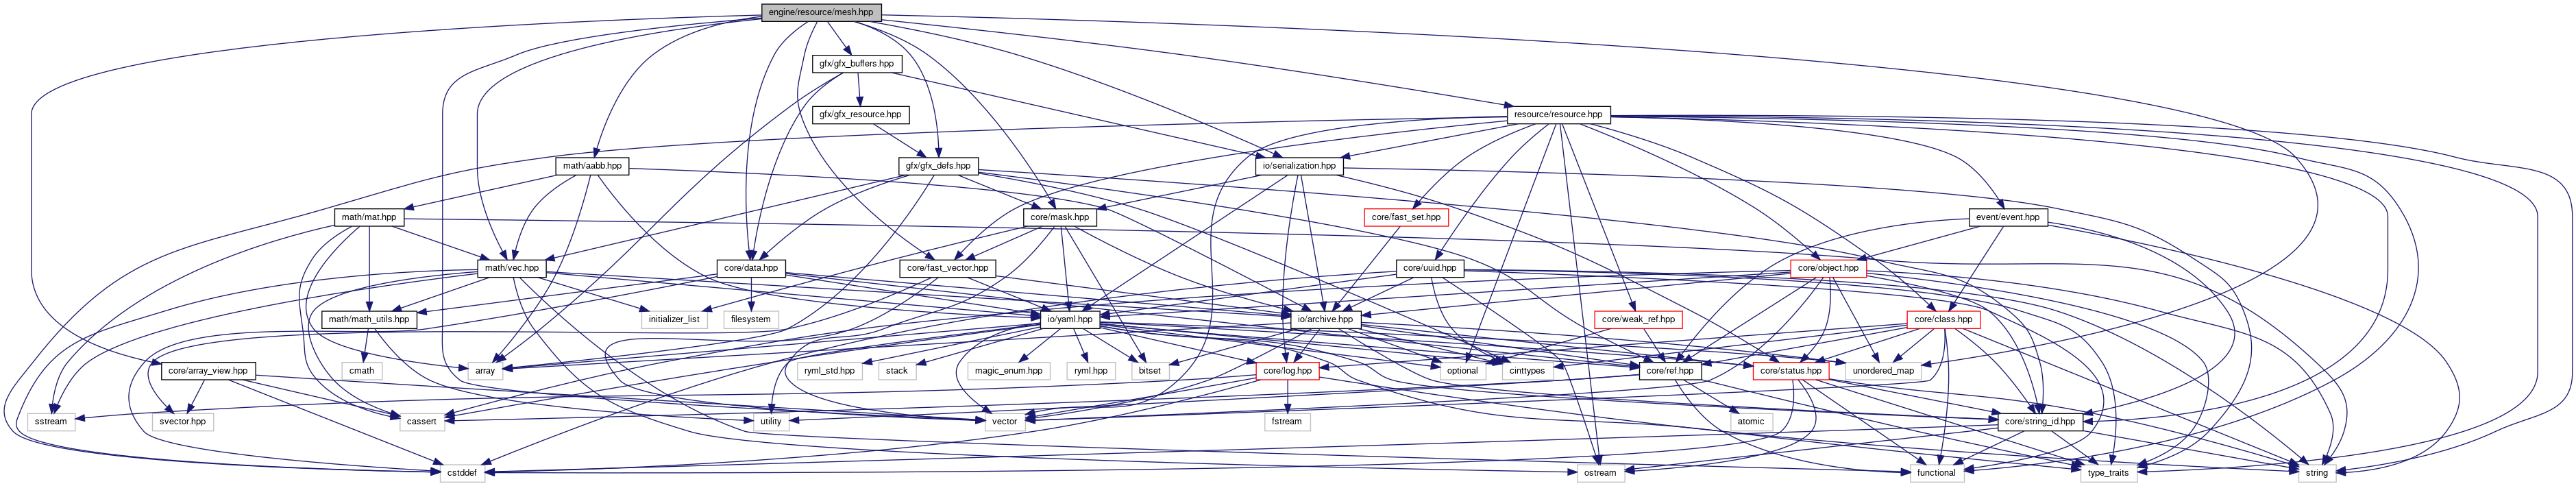 engine/resource/mesh.hpp
gfx/gfx_buffers.hpp
gfx/gfx_resource.hpp
resource/resource.hpp
math/aabb.hpp
gfx/gfx_defs.hpp
io/serialization.hpp
math/mat.hpp
core/mask.hpp
core/fast_set.hpp
event/event.hpp
math/vec.hpp
core/data.hpp
core/fast_vector.hpp
core/uuid.hpp
core/object.hpp
math/math_utils.hpp
initializer_list
filesystem
io/yaml.hpp
io/archive.hpp
core/weak_ref.hpp
core/class.hpp
core/array_view.hpp
cmath
array
ryml_std.hpp
stack
magic_enum.hpp
ryml.hpp
bitset
core/log.hpp
optional
cinttypes
core/ref.hpp
core/status.hpp
unordered_map
sstream
svector.hpp
cassert
utility
vector
fstream
atomic
core/string_id.hpp
cstddef
ostream
functional
type_traits
string